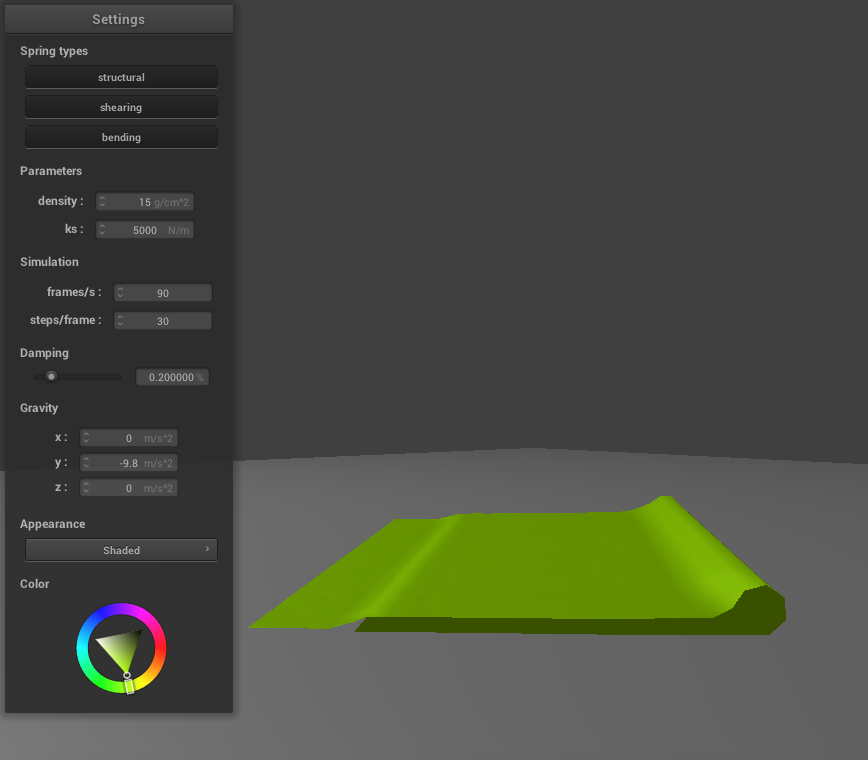 Settings
Spring types
structural
shearing
bending
Parameters
density : 15 g/cm^2
ks : 5000 N/m
Simulation
frames/s : 90
steps/frame : 30
Damping
0.200000 %
Gravity
x : 0 m/s^2
y : -9.8 m/s^2
z : 0 m/s^2
Appearance
Shaded
Color